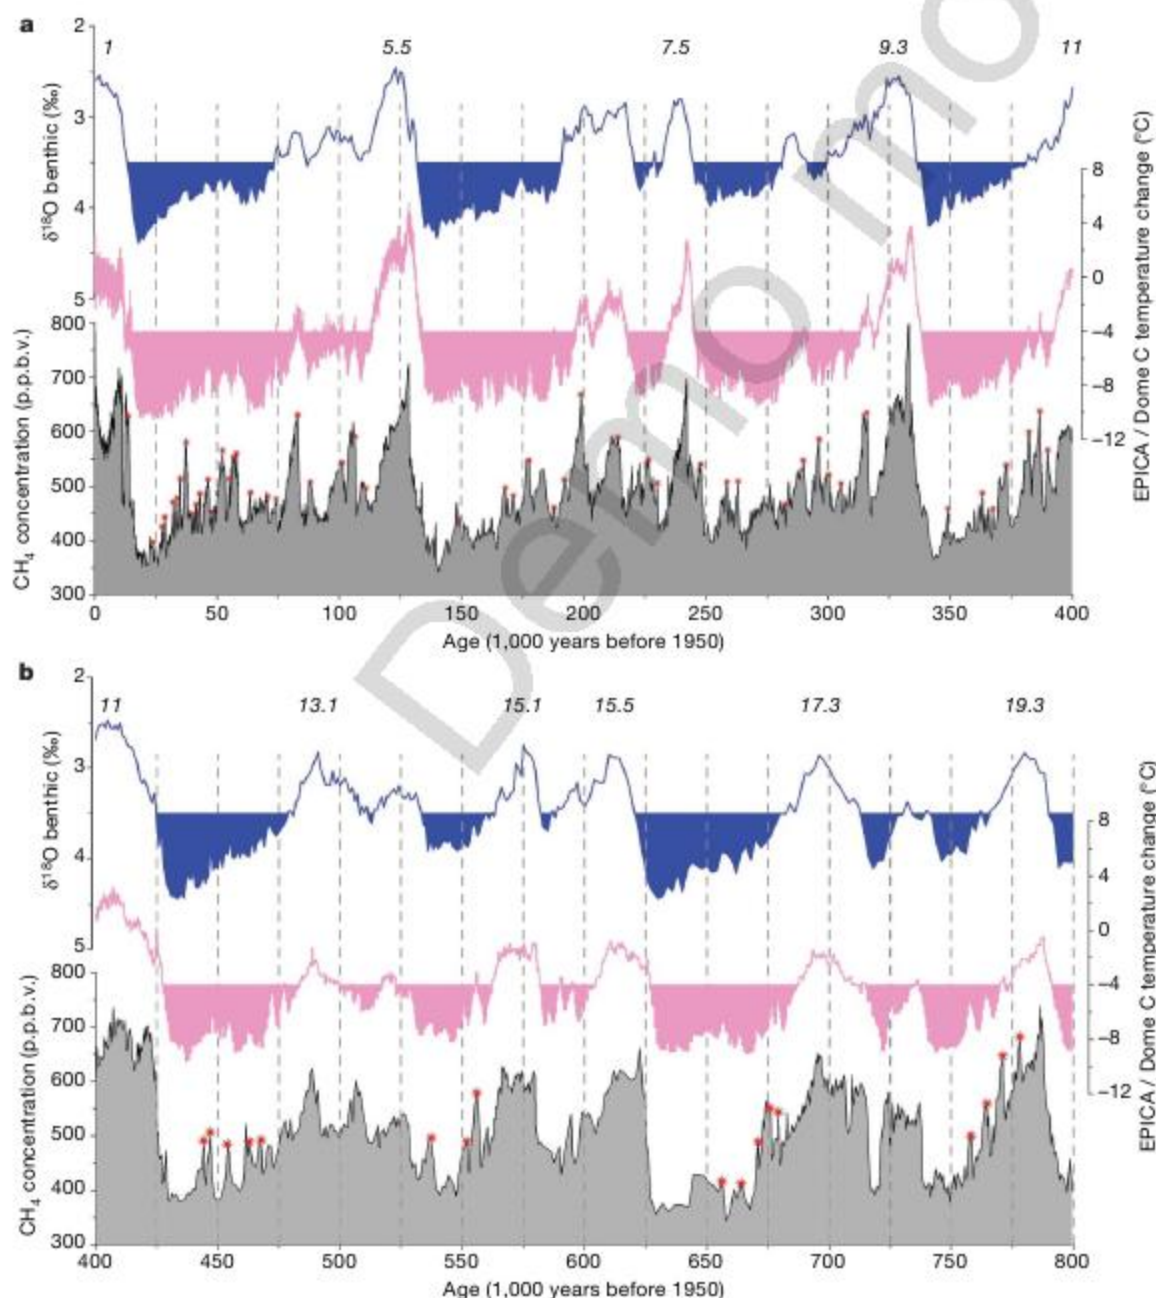 a
1 5.5 7.5 9.3 11
2
3
4
5
δ18O benthic (‰)
8
4
0
−4
−8
−12
EPICA / Dome C temperature change (°C)
800
700
600
500
400
300
CH4 concentration (p.p.b.v.)
0 50 100 150 200 250 300 350 400
Age (1,000 years before 1950)
b
11 13.1 15.1 15.5 17.3 19.3
2
3
4
5
δ18O benthic (‰)
8
4
0
−4
−8
−12
EPICA / Dome C temperature change (°C)
800
700
600
500
400
300
CH4 concentration (p.p.b.v.)
400 450 500 550 600 650 700 750 800
Age (1,000 years before 1950)
Demo mo